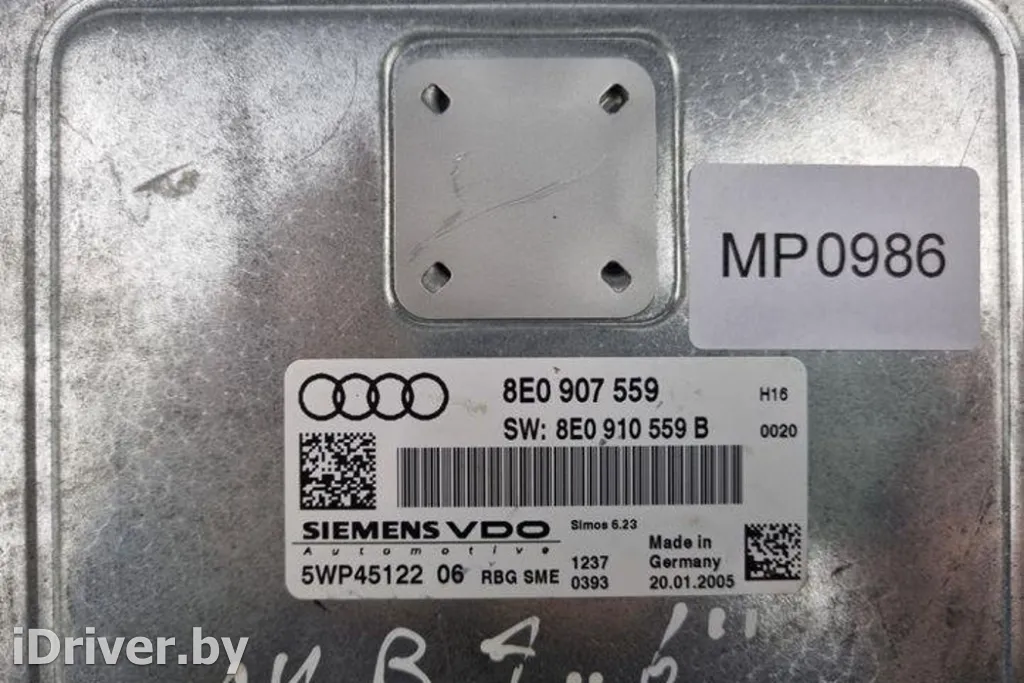 MP0986
8E0 907 559
H16
SW: 8E0 910 559 B
0020
SIEMENS VDO
Automotive
Simos 6.23
5WP45122 06 RBG SME
1237
0393
Made in
Germany
20.01.2005
iDriver.by